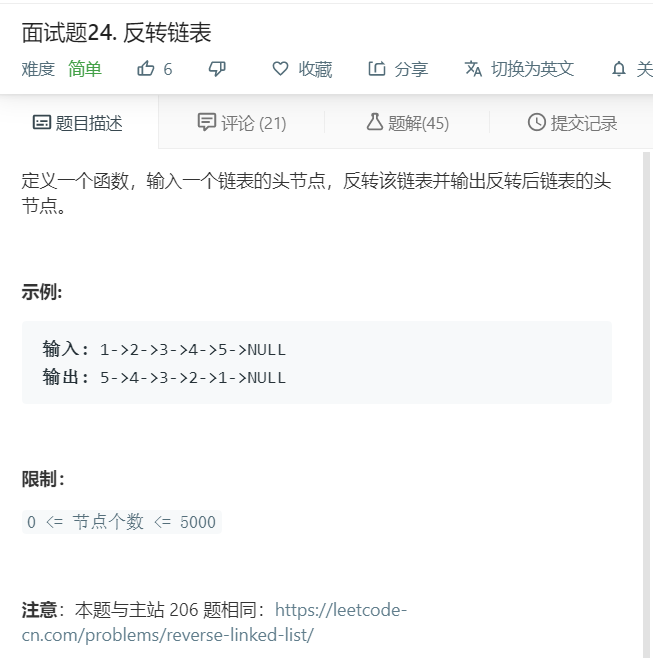 面试题24. 反转链表
难度 简单 6 收藏 分享 切换为英文 关
题目描述 评论 (21) 题解(45) 提交记录
定义一个函数，输入一个链表的头节点，反转该链表并输出反转后链表的头
节点。
示例:
输入: 1->2->3->4->5->NULL
输出: 5->4->3->2->1->NULL
限制：
0 <= 节点个数 <= 5000
注意：本题与主站 206 题相同：https://leetcode-
cn.com/problems/reverse-linked-list/